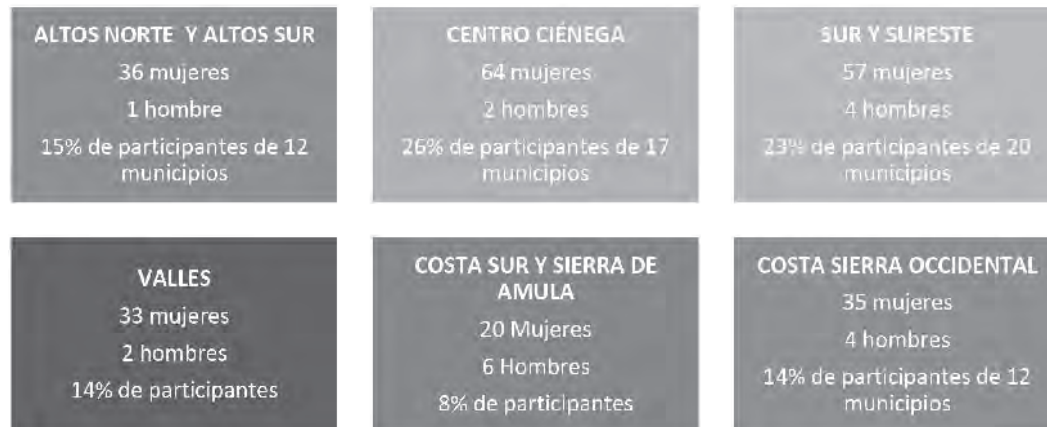 ALTOS NORTE Y ALTOS SUR
36 mujeres
1 hombre
15% de participantes de 12
municipios
CENTRO CIÉNEGA
64 mujeres
2 hombres
26% de participantes de 17
municipios
SUR Y SURESTE
57 mujeres
4 hombres
23% de participantes de 20
municipios
VALLES
33 mujeres
2 hombres
14% de participantes
COSTA SUR Y SIERRA DE
AMULA
20 Mujeres
6 Hombres
8% de participantes
COSTA SIERRA OCCIDENTAL
35 mujeres
4 hombres
14% de participantes de 12
municipios